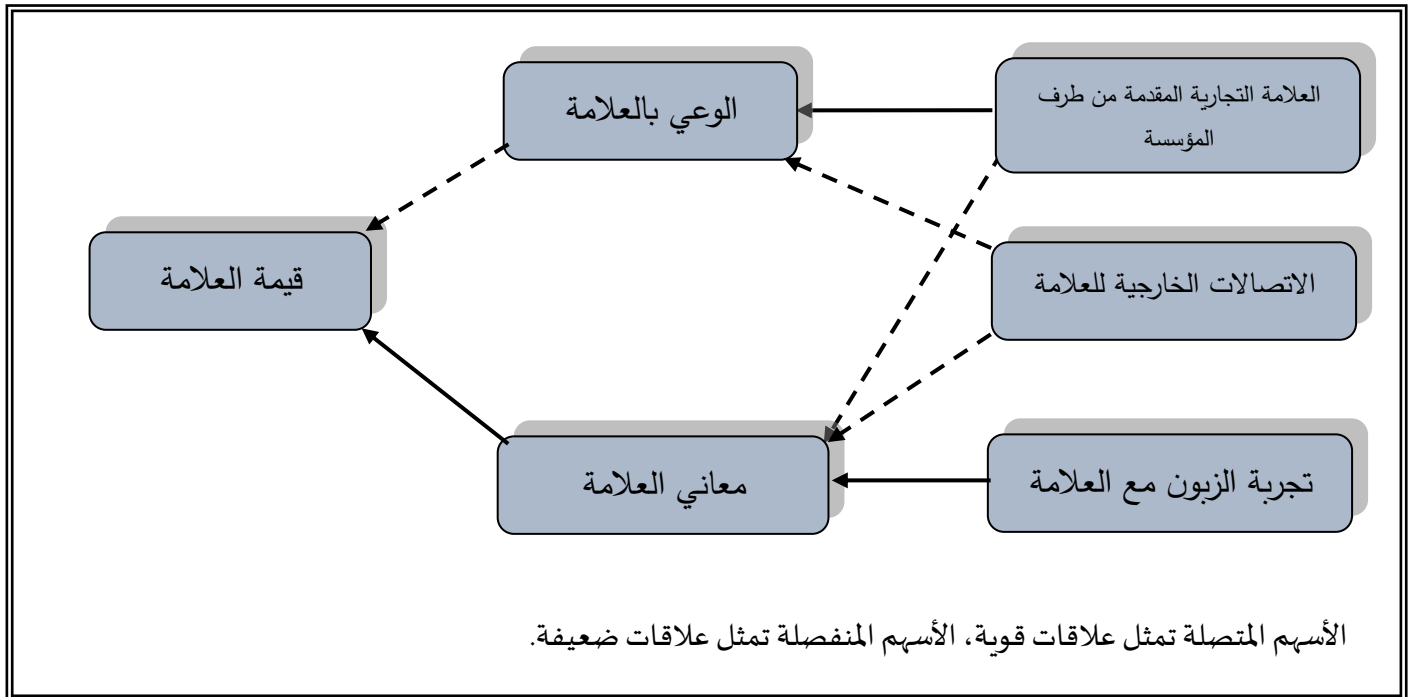 العلامة التجارية المقدمة من طرف
المؤسسة
الوعي بالعلامة
الاتصالات الخارجية للعلامة
قيمة العلامة
تجربة الزبون مع العلامة
معاني العلامة
الأسهم المتصلة تمثل علاقات قوية، الأسهم المنفصلة تمثل علاقات ضعيفة.